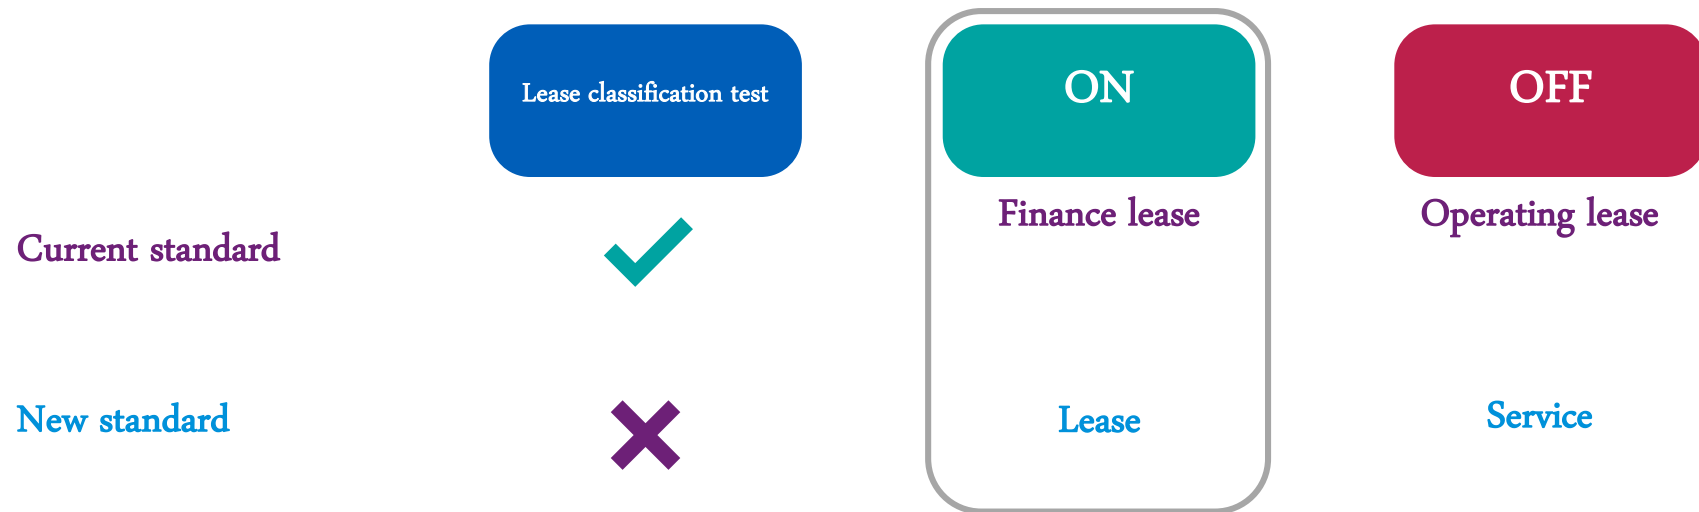 Lease classification test
ON
OFF
Current standard
Finance lease
Operating lease
New standard
Lease
Service